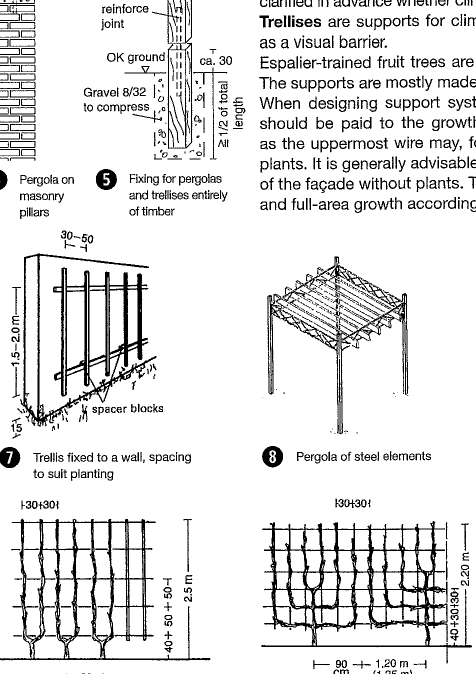 reinforce
joint
OK ground
ca. 30
Gravel 8/32
to compress
1/2 of total
length
Pergola on
masonry
pillars
5 Fixing for pergolas
and trellises entirely
of timber
clarified in advance whether
Trellises are supports for
as a visual barrier.
Espalier-trained fruit trees are
The supports are mostly made
When designing support
should be paid to the growth
as the uppermost wire may,
plants. It is generally advisable
of the façade without plants.
and full-area growth according
30–50
1.5–2.0 m
15
spacer blocks
7 Trellis fixed to a wall, spacing
to suit planting
8 Pergola of steel elements
30+30
40 + 50 + 50
2.5 m
30+30
40+30+30
2.20 m
90
cm
1.20 m